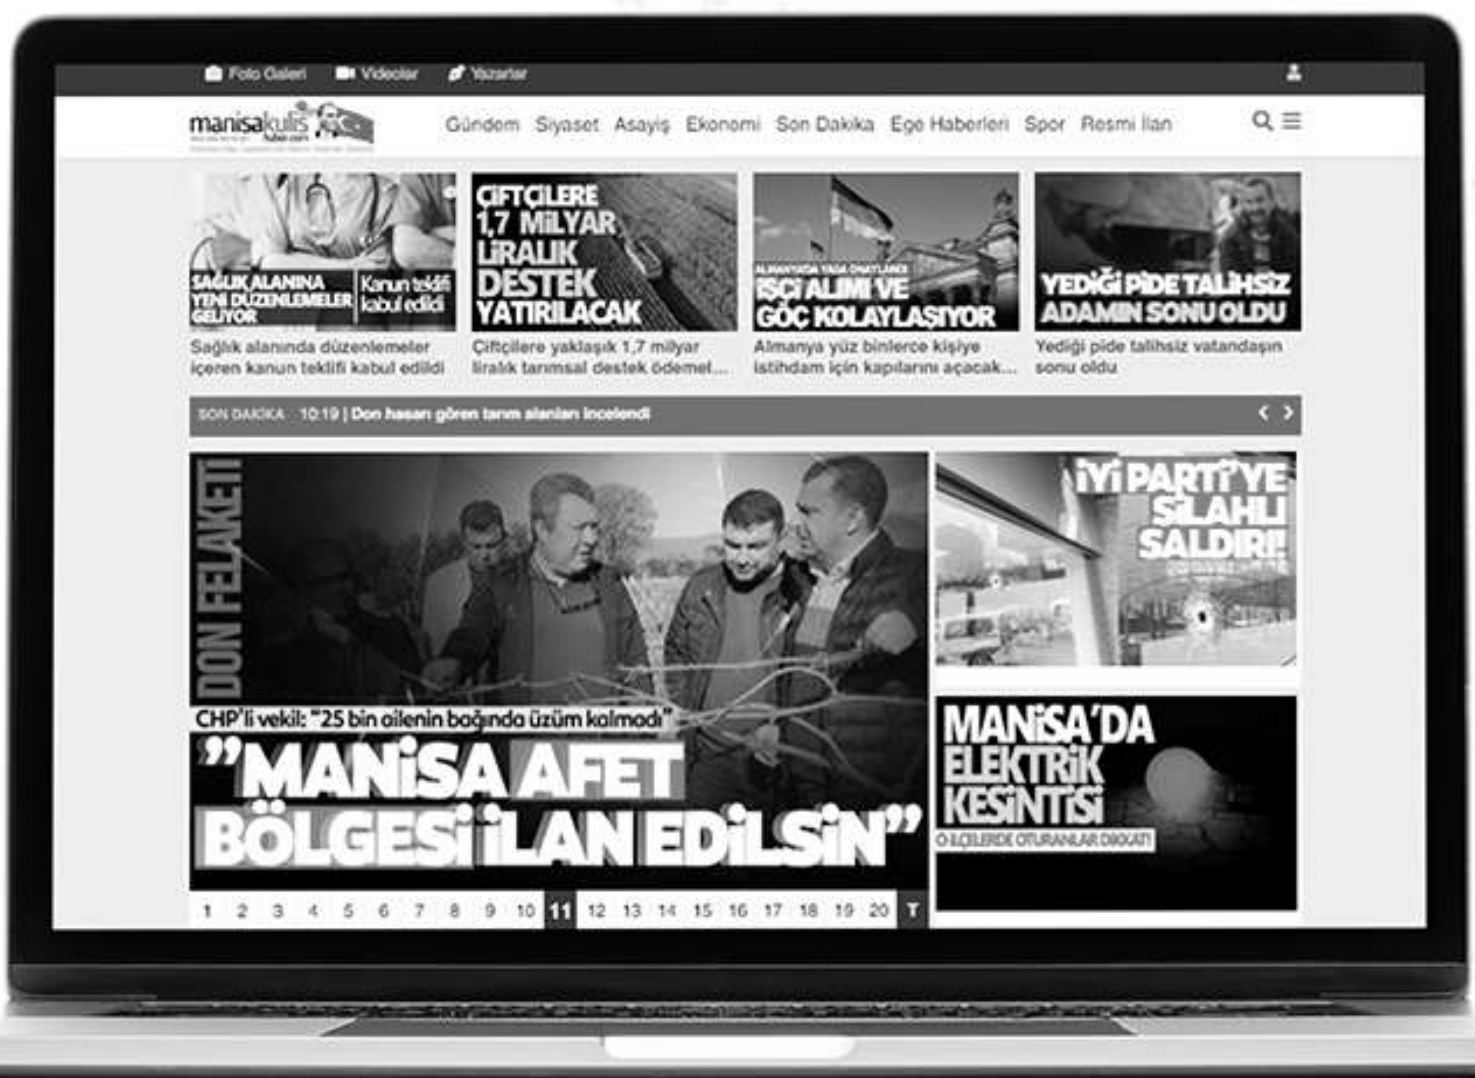 Foto Galeri Videolar Yazarlar
manisakulis
haber.com
Gündem Siyaset Asayiş Ekonomi Son Dakika Ege Haberleri Spor Resmi İlan
SAĞLIK ALANINA
YENİ DÜZENLEMELER
GELİYOR
Kanun teklifi
kabul edildi
Sağlık alanında düzenlemeler
içeren kanun teklifi kabul edildi
ÇİFTÇİLERE
1,7 MİLYAR
LİRALIK
DESTEK
YATIRILACAK
Çiftçilere yaklaşık 1,7 milyar
liralık tarımsal destek ödemel...
ALMANYA'DA YASA ONAYLANDI
İŞÇİ ALIMI VE
GÖÇ KOLAYLAŞIYOR
Almanya yüz binlerce kişiye
istihdam için kapılarını açacak...
YEDİĞİ PİDE TALİHSİZ
ADAMIN SONU OLDU
Yediği pide talihsiz vatandaşın
sonu oldu
SON DAKİKA 10:19 | Don hasarı gören tarım alanları incelendi
DON FELAKETİ
CHP'li vekil: "25 bin ailenin bağında üzüm kalmadı"
"MANİSA AFET
BÖLGESİ İLAN EDİLSİN"
1 2 3 4 5 6 7 8 9 10 11 12 13 14 15 16 17 18 19 20 T
İYİ PARTİ'YE
SİLAHLI
SALDIRI!
MANİSA'DA
ELEKTRİK
KESİNTİSİ
O İLÇELERDE OTURANLAR DİKKAT!